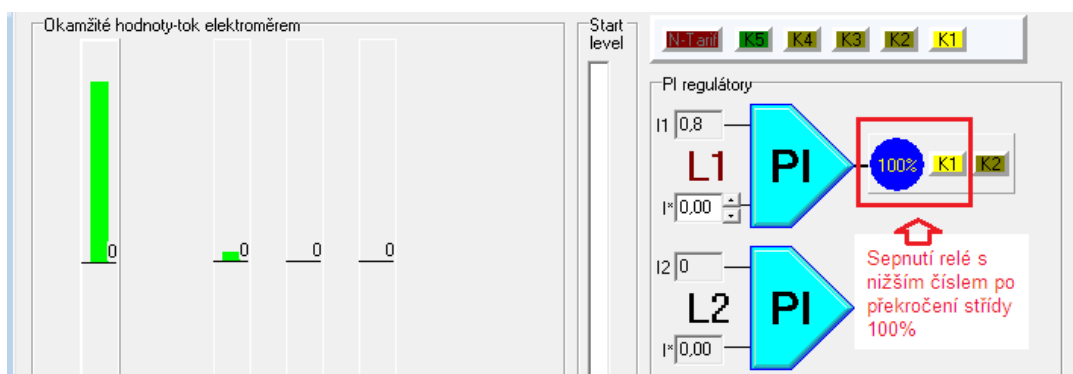 Okamžité hodnoty-tok elektroměrem
0
0
0
0
Start
level
N-Tarif K5 K4 K3 K2 K1
PI regulátory
I1 0,8
L1
I* 0,00
PI
100% K1 K2
I2 0
L2
I* 0,00
PI
Sepnutí relé s
nižším číslem po
překročení střídy
100%